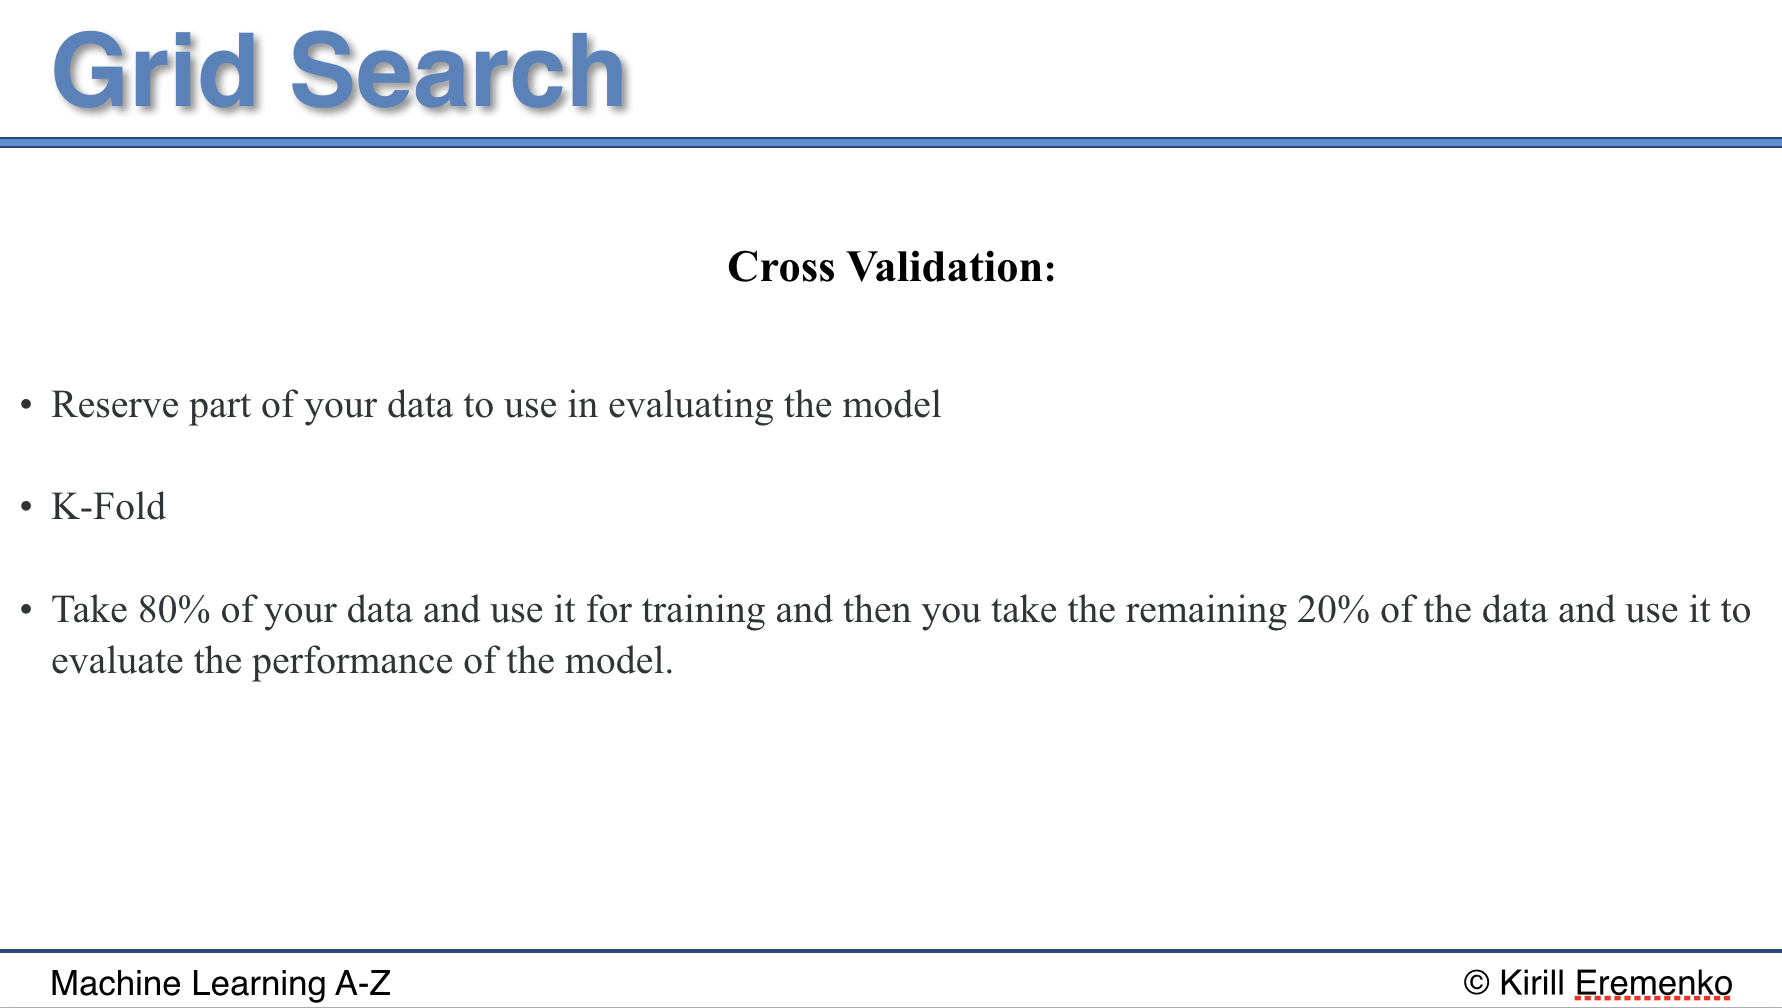 Grid Search
Cross Validation:
• Reserve part of your data to use in evaluating the model
• K-Fold
• Take 80% of your data and use it for training and then you take the remaining 20% of the data and use it to
evaluate the performance of the model.
Machine Learning A-Z
© Kirill Eremenko